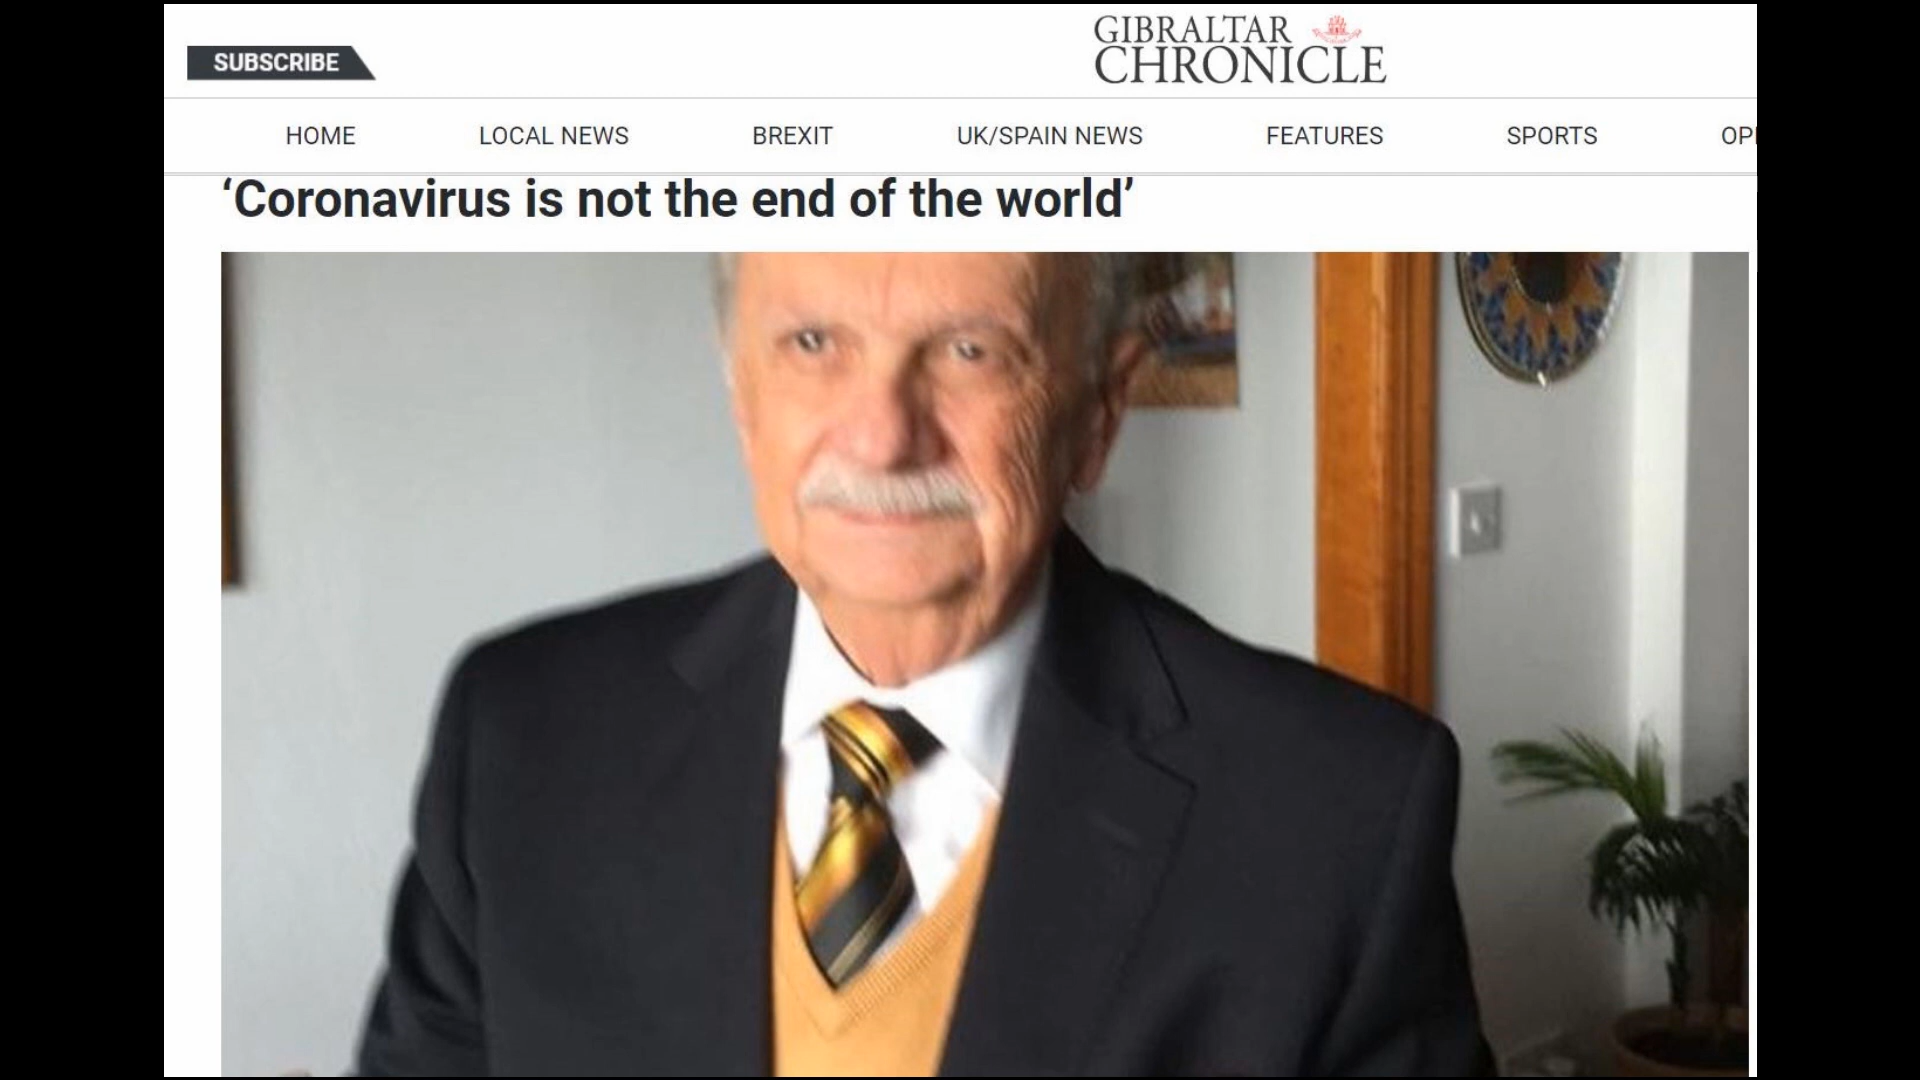 SUBSCRIBE
GIBRALTAR
CHRONICLE
HOME LOCAL NEWS BREXIT UK/SPAIN NEWS FEATURES SPORTS OPI
‘Coronavirus is not the end of the world’